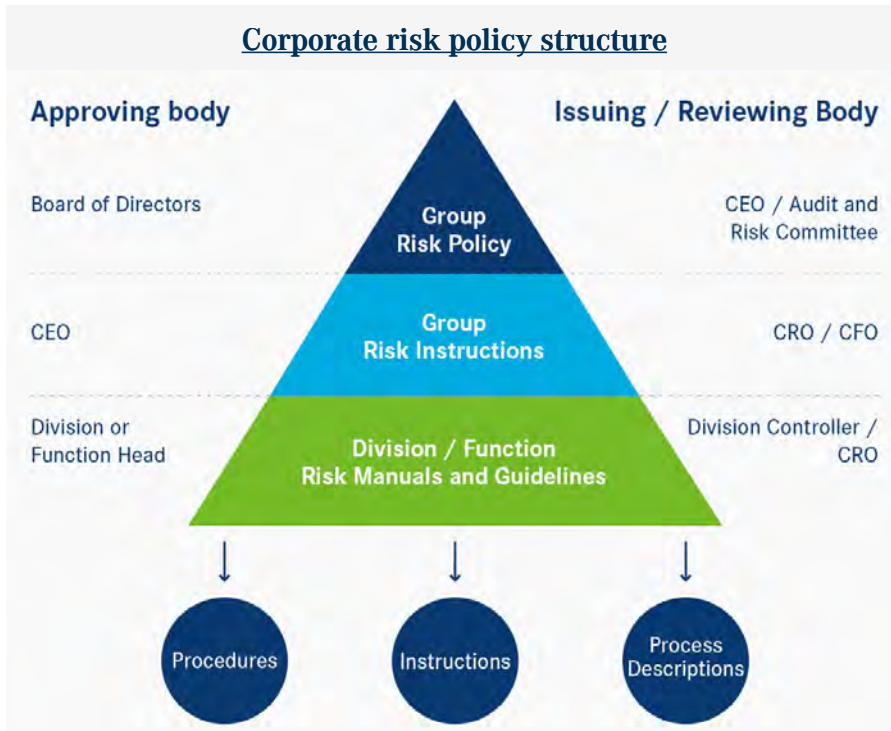 Corporate risk policy structure
Approving body
Issuing / Reviewing Body
Board of Directors
Group
Risk Policy
CEO / Audit and
Risk Committee
CEO
Group
Risk Instructions
CRO / CFO
Division or
Function Head
Division / Function
Risk Manuals and Guidelines
Division Controller /
CRO
Procedures
Instructions
Process
Descriptions